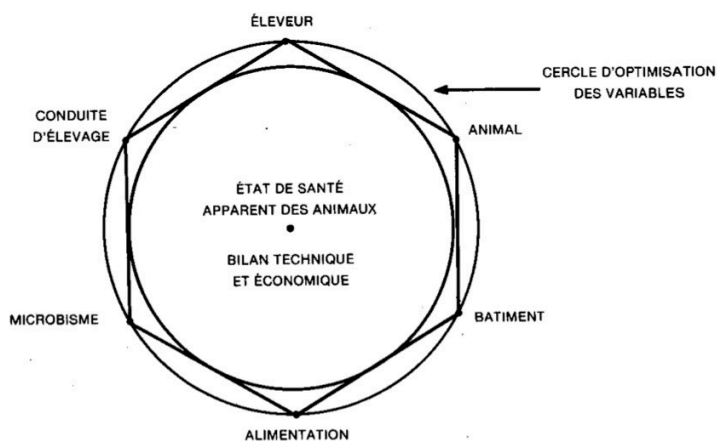 ÉLEVEUR
CERCLE D'OPTIMISATION
DES VARIABLES
CONDUITE
D'ÉLEVAGE
ANIMAL
ÉTAT DE SANTÉ
APPARENT DES ANIMAUX
BILAN TECHNIQUE
ET ÉCONOMIQUE
MICROBISME
BATIMENT
ALIMENTATION